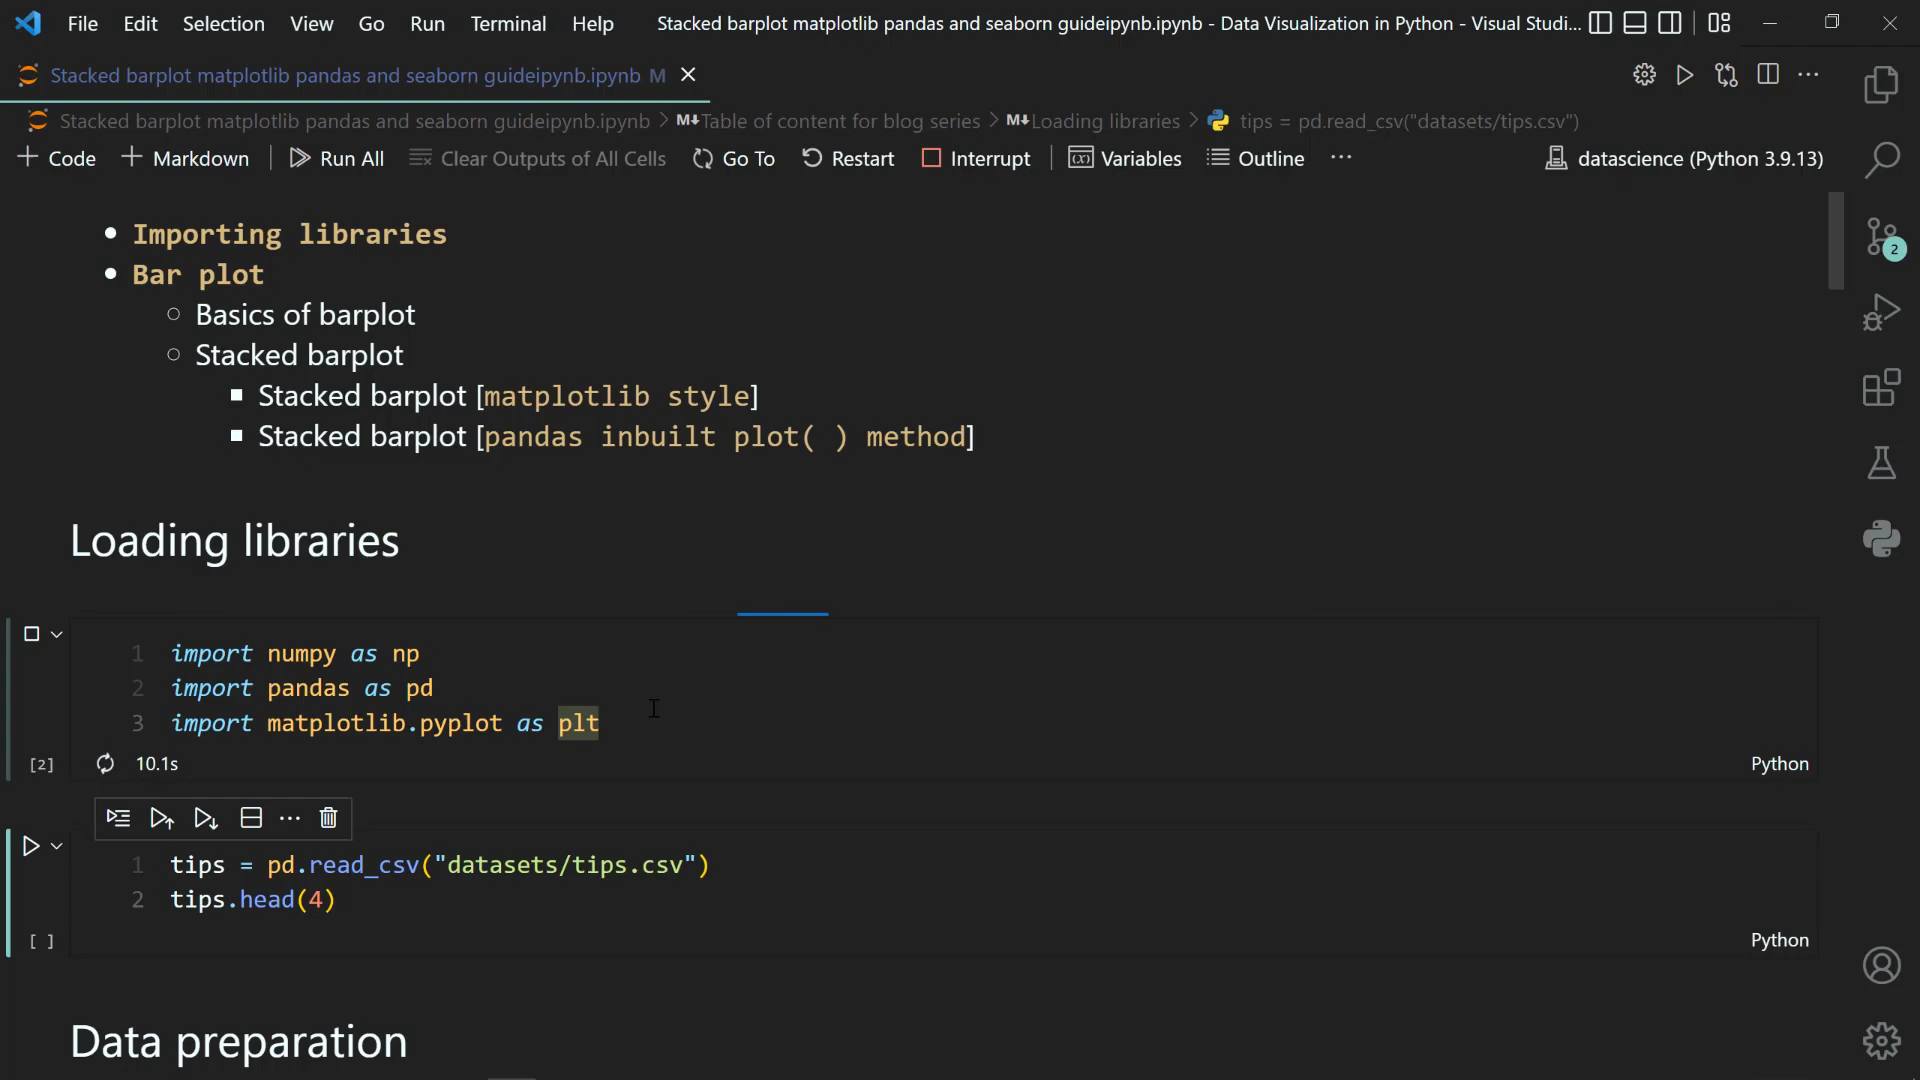 File Edit Selection View Go Run Terminal Help Stacked barplot matplotlib pandas and seaborn guideipynb.ipynb - Data Visualization in Python - Visual Studi...
Stacked barplot matplotlib pandas and seaborn guideipynb.ipynb M
Stacked barplot matplotlib pandas and seaborn guideipynb.ipynb > M↓Table of content for blog series > M↓Loading libraries > tips = pd.read_csv("datasets/tips.csv")
+ Code + Markdown Run All Clear Outputs of All Cells Go To Restart Interrupt Variables Outline ... datascience (Python 3.9.13)
• Importing libraries
2
• Bar plot
○ Basics of barplot
○ Stacked barplot
▪ Stacked barplot [matplotlib style]
▪ Stacked barplot [pandas inbuilt plot( ) method]
Loading libraries
1 import numpy as np
2 import pandas as pd
3 import matplotlib.pyplot as plt
[2] 10.1s Python
1 tips = pd.read_csv("datasets/tips.csv")
2 tips.head(4)
[ ] Python
Data preparation